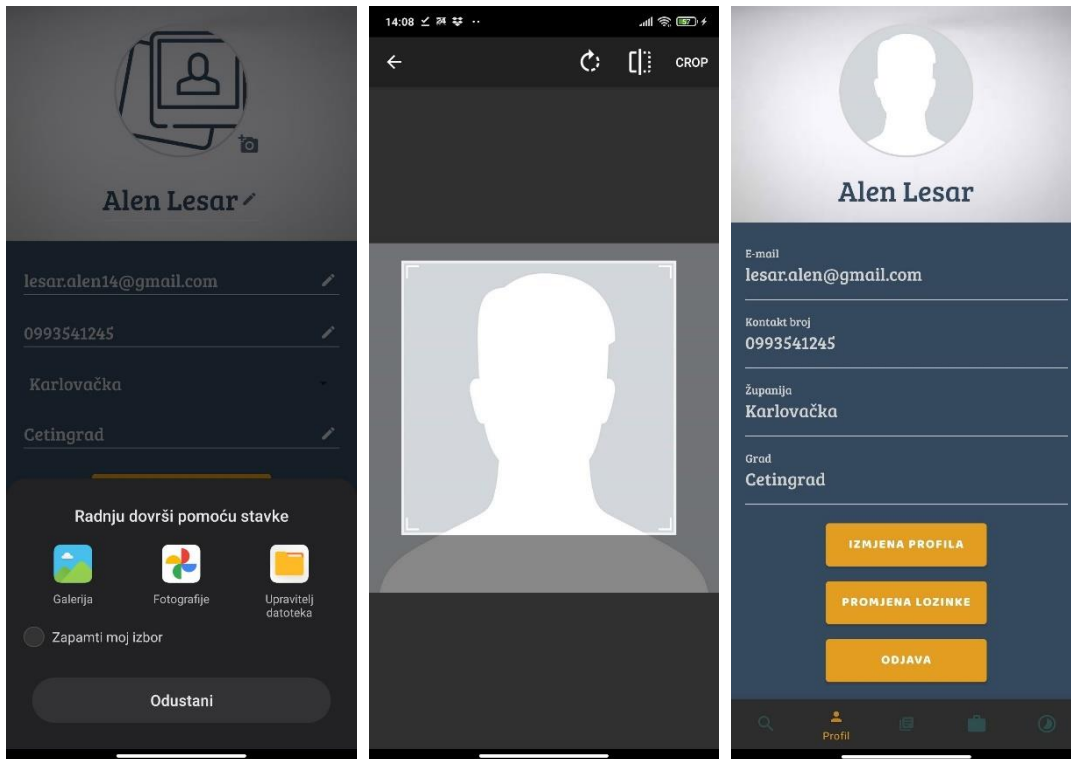 Alen Lesar
lesar.alen14@gmail.com
0993541245
Karlovačka
Cetingrad
Radnju dovrši pomoću stavke
Galerija
Fotografije
Upravitelj
datoteka
Zapamti moj izbor
Odustani
14:08
57
CROP
Alen Lesar
E-mail
lesar.alen@gmail.com
Kontakt broj
0993541245
Županija
Karlovačka
Grad
Cetingrad
IZMJENA PROFILA
PROMJENA LOZINKE
ODJAVA
Profil